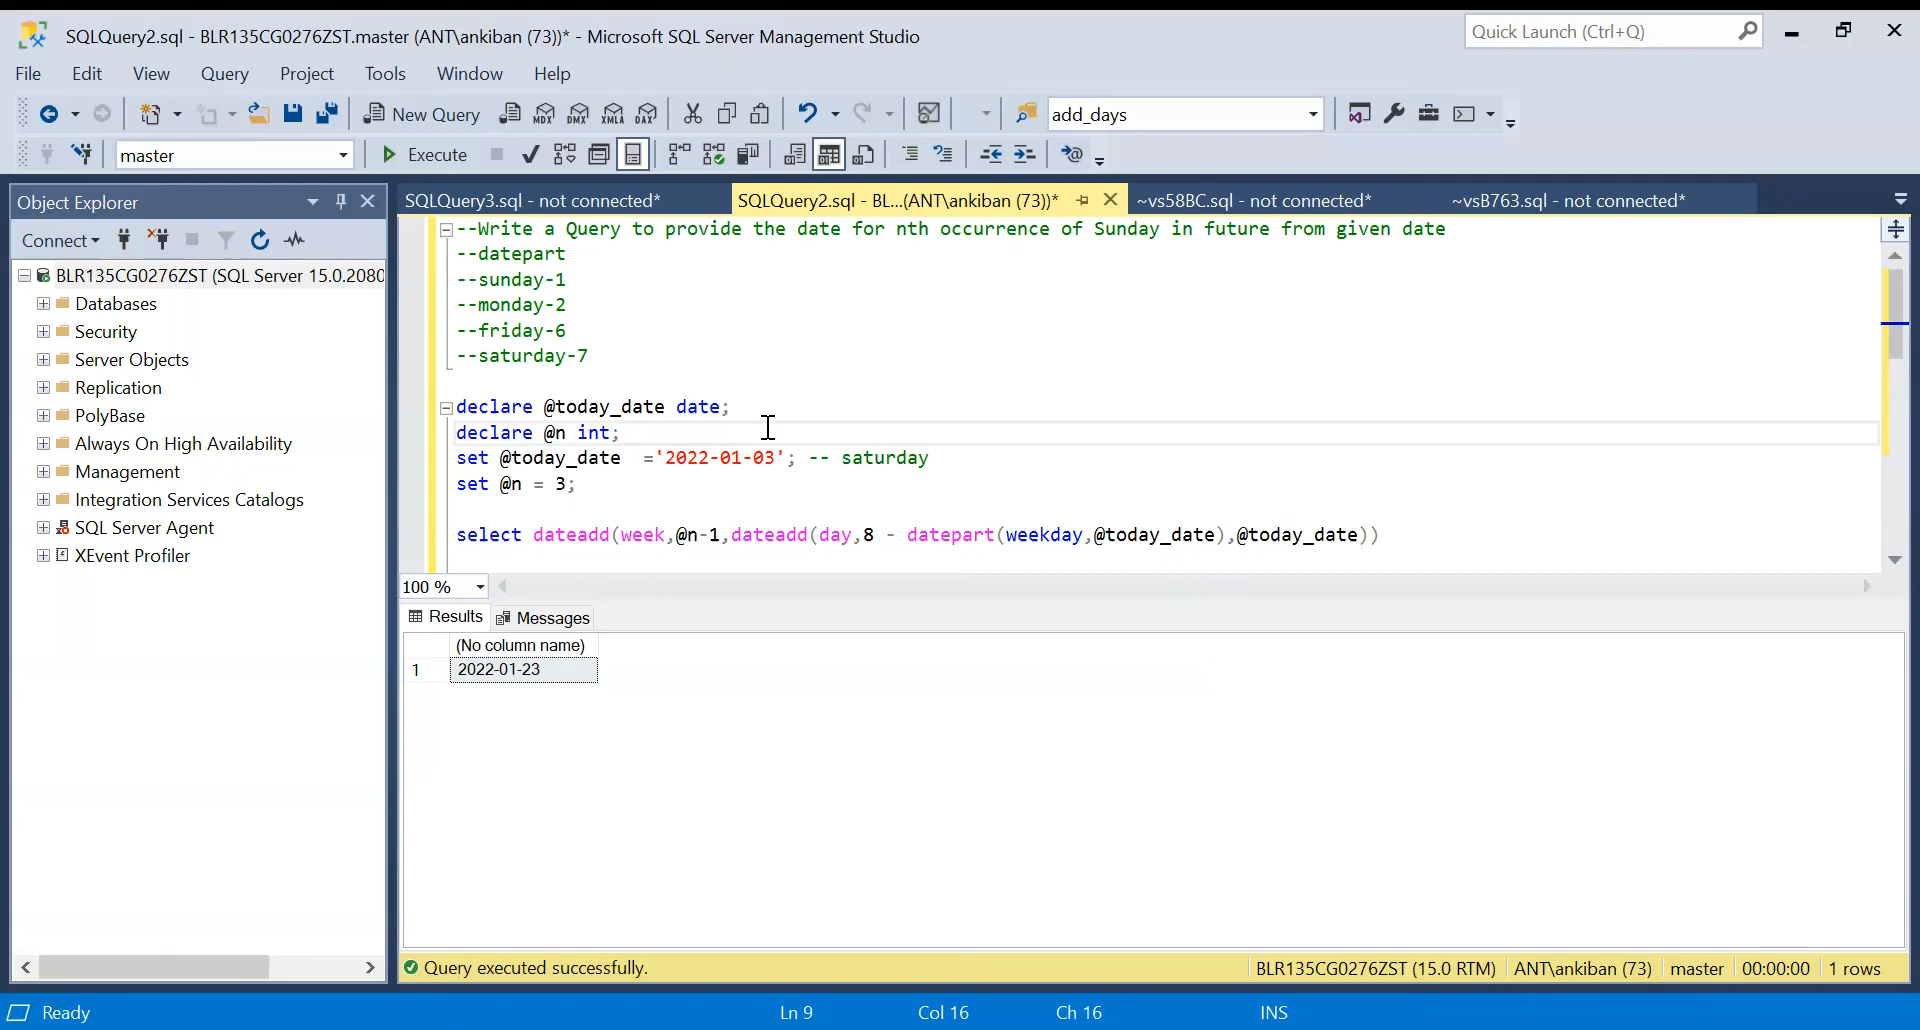 SQLQuery2.sql - BLR135CG0276ZST.master (ANT\ankiban (73))* - Microsoft SQL Server Management Studio
Quick Launch (Ctrl+Q)
File Edit View Query Project Tools Window Help
New Query MDX DMX XMLA DAX add_days
master Execute
Object Explorer
SQLQuery3.sql - not connected* SQLQuery2.sql - BL...(ANT\ankiban (73))* ~vs58BC.sql - not connected* ~vsB763.sql - not connected*
Connect
BLR135CG0276ZST (SQL Server 15.0.2080
Databases
Security
Server Objects
Replication
PolyBase
Always On High Availability
Management
Integration Services Catalogs
SQL Server Agent
XEvent Profiler
--Write a Query to provide the date for nth occurrence of Sunday in future from given date
--datepart
--sunday-1
--monday-2
--friday-6
--saturday-7
declare @today_date date;
declare @n int;
set @today_date  ='2022-01-03'; -- saturday
set @n = 3;
select dateadd(week,@n-1,dateadd(day,8 - datepart(weekday,@today_date),@today_date))
100 %
Results Messages
(No column name)
1 2022-01-23
Query executed successfully. BLR135CG0276ZST (15.0 RTM) ANT\ankiban (73) master 00:00:00 1 rows
Ready Ln 9 Col 16 Ch 16 INS